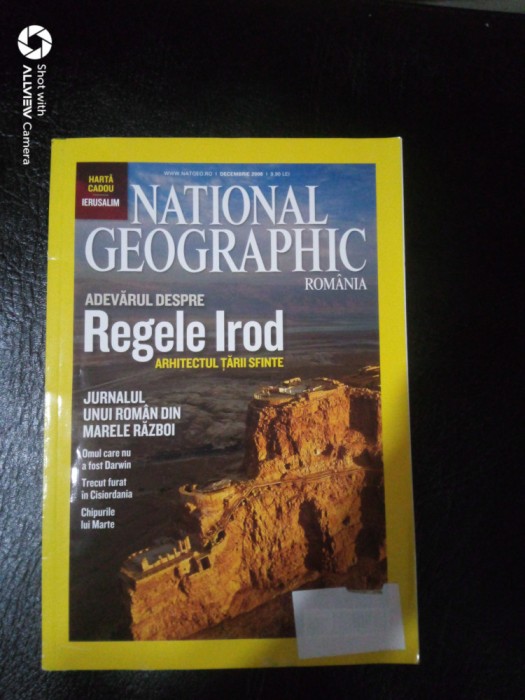 Shot with
ALLVIEW Camera
WWW.NATGEO.RO | DECEMBRIE 2008 | 9,90 LEI
HARTĂ
CADOU
IERUSALIM
NATIONAL
GEOGRAPHIC
ROMÂNIA
ADEVĂRUL DESPRE
Regele Irod
ARHITECTUL ȚĂRII SFINTE
JURNALUL
UNUI ROMÂN DIN
MARELE RĂZBOI
Omul care nu
a fost Darwin
Trecut furat
în Cisiordania
Chipurile
lui Marte